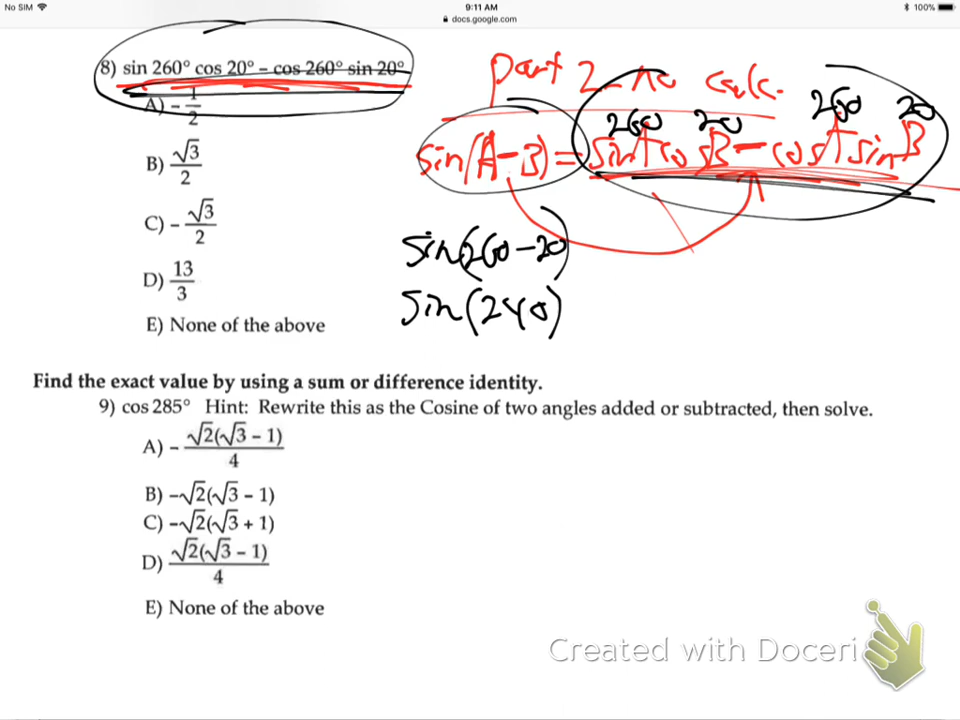 No SIM 9:11 AM 100%
docs.google.com
8) sin 260° cos 20° – cos 260° sin 20°
part 2 no calc.
A) – 1/2
260 20 260 20
sin(A – B) = sin A cos B – cos A sin B
B) √3/2
C) – √3/2
sin(260 – 20)
D) 13/3
sin(240)
E) None of the above
Find the exact value by using a sum or difference identity.
9) cos 285° Hint: Rewrite this as the Cosine of two angles added or subtracted, then solve.
A) – √2(√3 – 1)/4
B) –√2(√3 – 1)
C) –√2(√3 + 1)
D) √2(√3 – 1)/4
E) None of the above
Created with Doceri